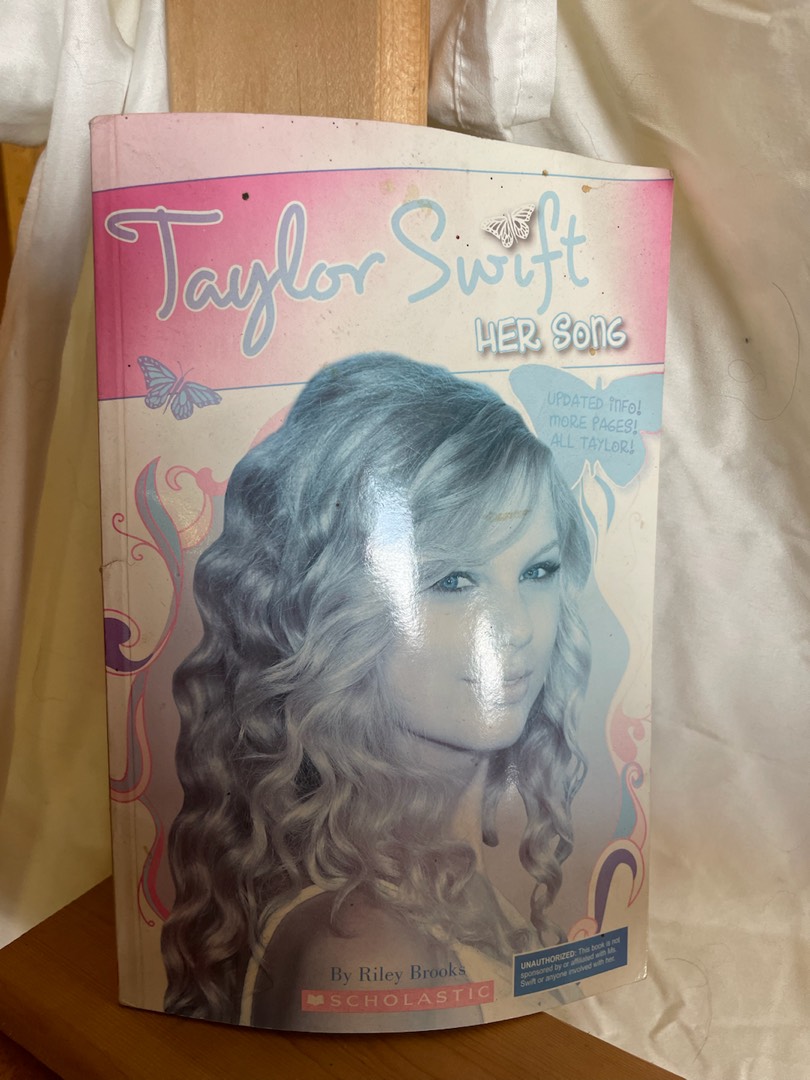 Taylor Swift
HER SONG
UPDATED INFO!
MORE PAGES!
ALL TAYLOR!
By Riley Brooks
SCHOLASTIC
UNAUTHORIZED: This book is not
sponsored by or affiliated with Ms.
Swift or anyone involved with her.